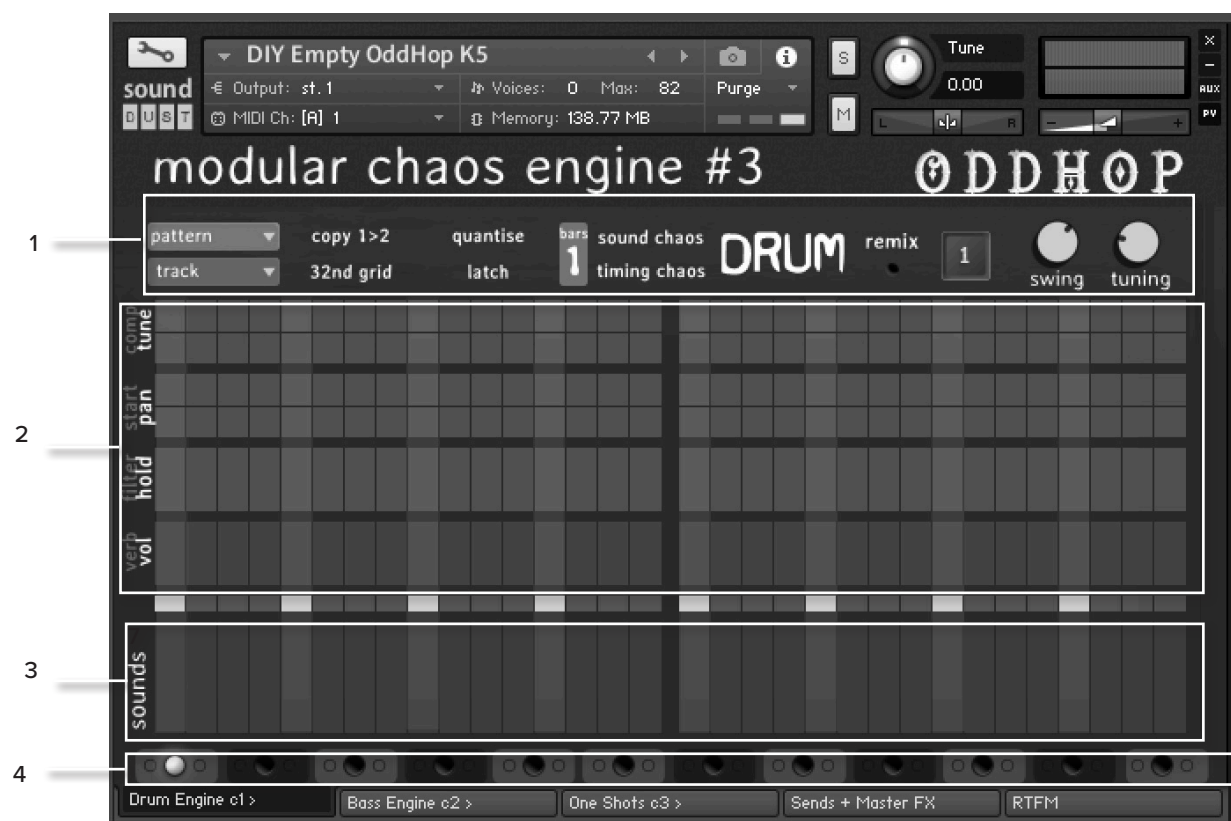 DIY Empty OddHop K5
S
Tune
0.00
X
-
AUX
PV
sound
DUST
Output: st. 1
Voices: 0 Max: 82
Purge
MIDI Ch: [A] 1
Memory: 138.77 MB
M
L
R
-
+
modular chaos engine #3
ODDHOP
1
pattern
copy 1>2
quantise
bars
1
sound chaos
DRUM
remix
1
track
32nd grid
latch
timing chaos
swing
tuning
2
comp
tune
start
pan
filter
hold
verb
vol
3
sounds
4
Drum Engine c1 >
Bass Engine c2 >
One Shots c3 >
Sends + Master FX
RTFM